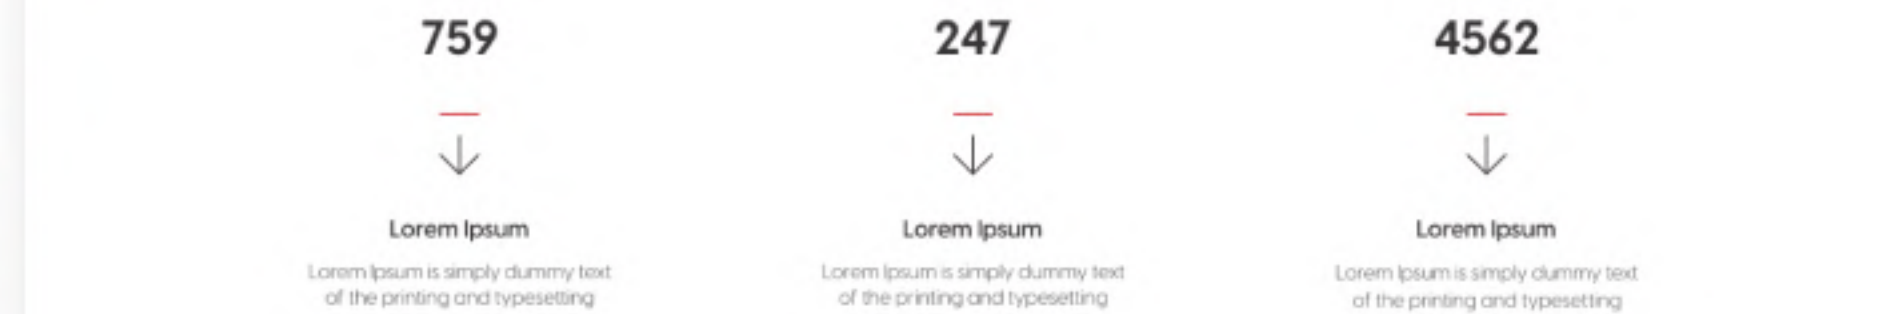 759
247
4562
Lorem Ipsum
Lorem Ipsum
Lorem Ipsum
Lorem Ipsum is simply dummy text
of the printing and typesetting
Lorem Ipsum is simply dummy text
of the printing and typesetting
Lorem Ipsum is simply dummy text
of the printing and typesetting